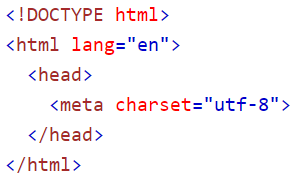 <!DOCTYPE html>
<html lang="en">
  <head>
    <meta charset="utf-8">
  </head>
</html>